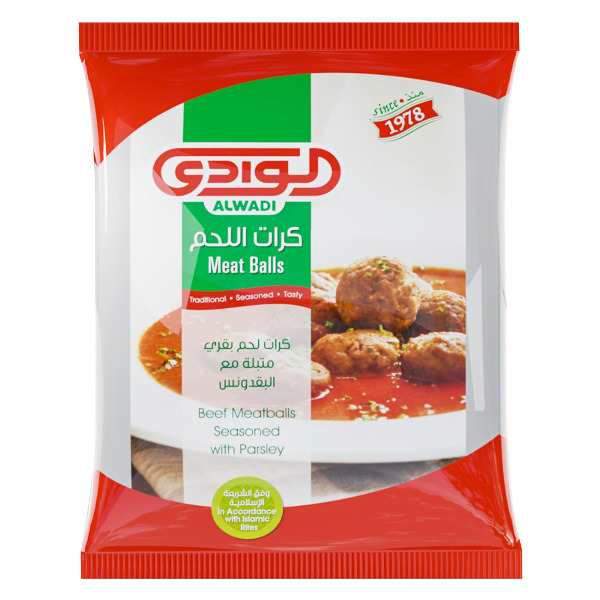 منذ • since
1978
الوادي
ALWADI
كرات اللحم
Meat Balls
Traditional • Seasoned • Tasty
كرات لحم بقري
متبلة مع
البقدونس
Beef Meatballs
Seasoned
with Parsley
وفق الشريعة
الإسلامية
In Accordance
with Islamic
Rites